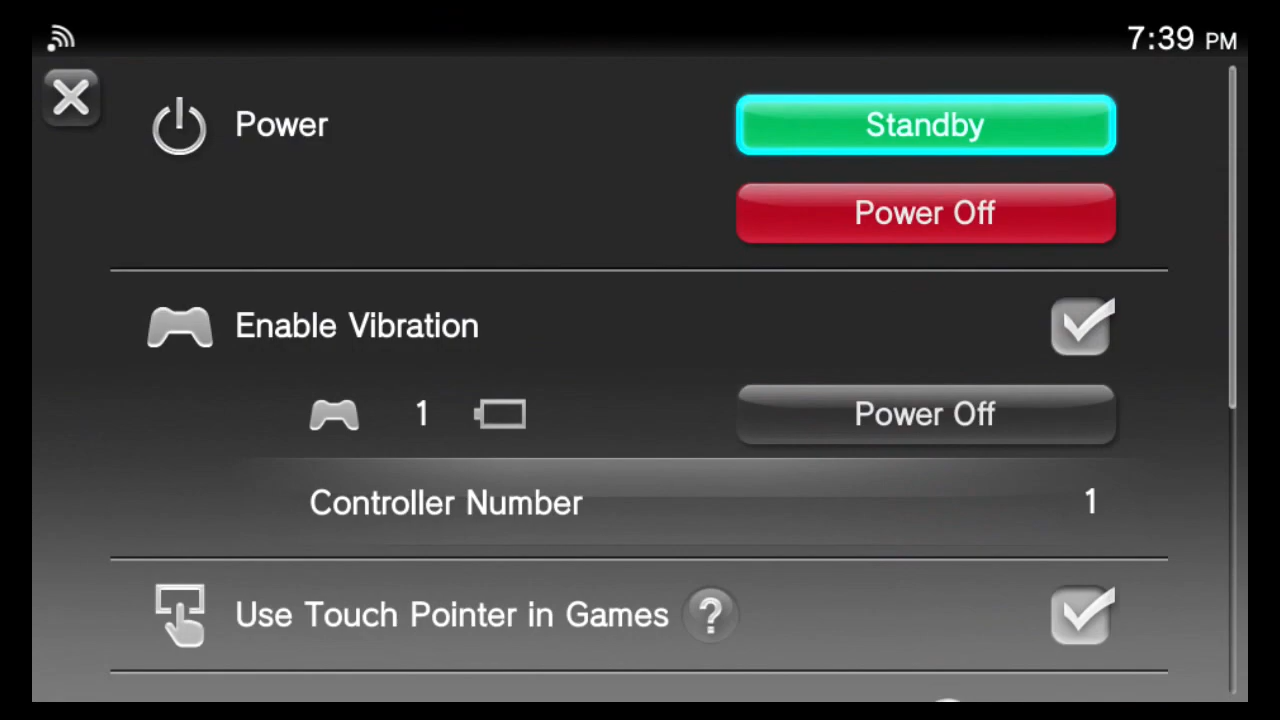 7:39 PM
Power
Standby
Power Off
Enable Vibration
1
Power Off
Controller Number
1
Use Touch Pointer in Games
?